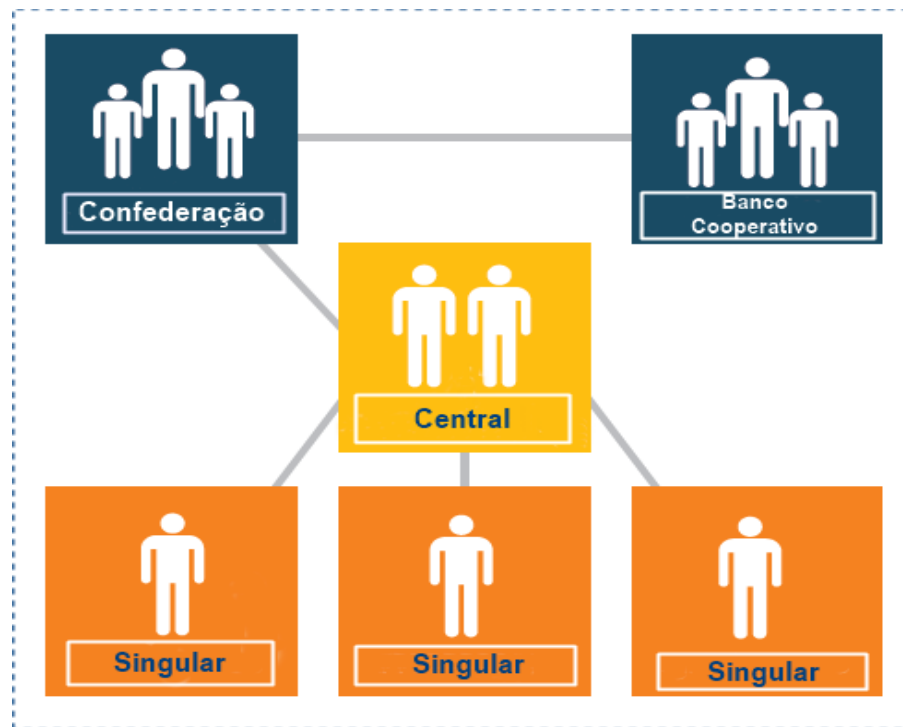 Confederação
Banco
Cooperativo
Central
Singular
Singular
Singular